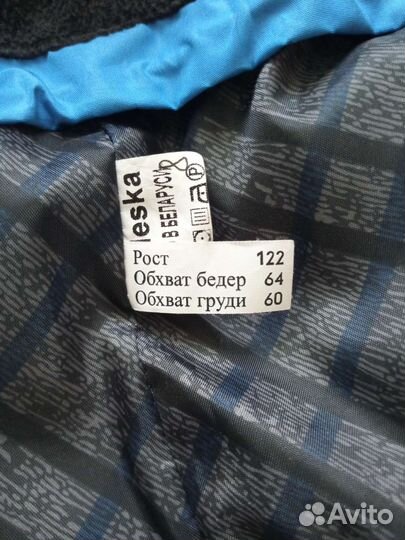 leska
В БЕЛАРУСИ
Рост 122
Обхват бедер 64
Обхват груди 60
Avito